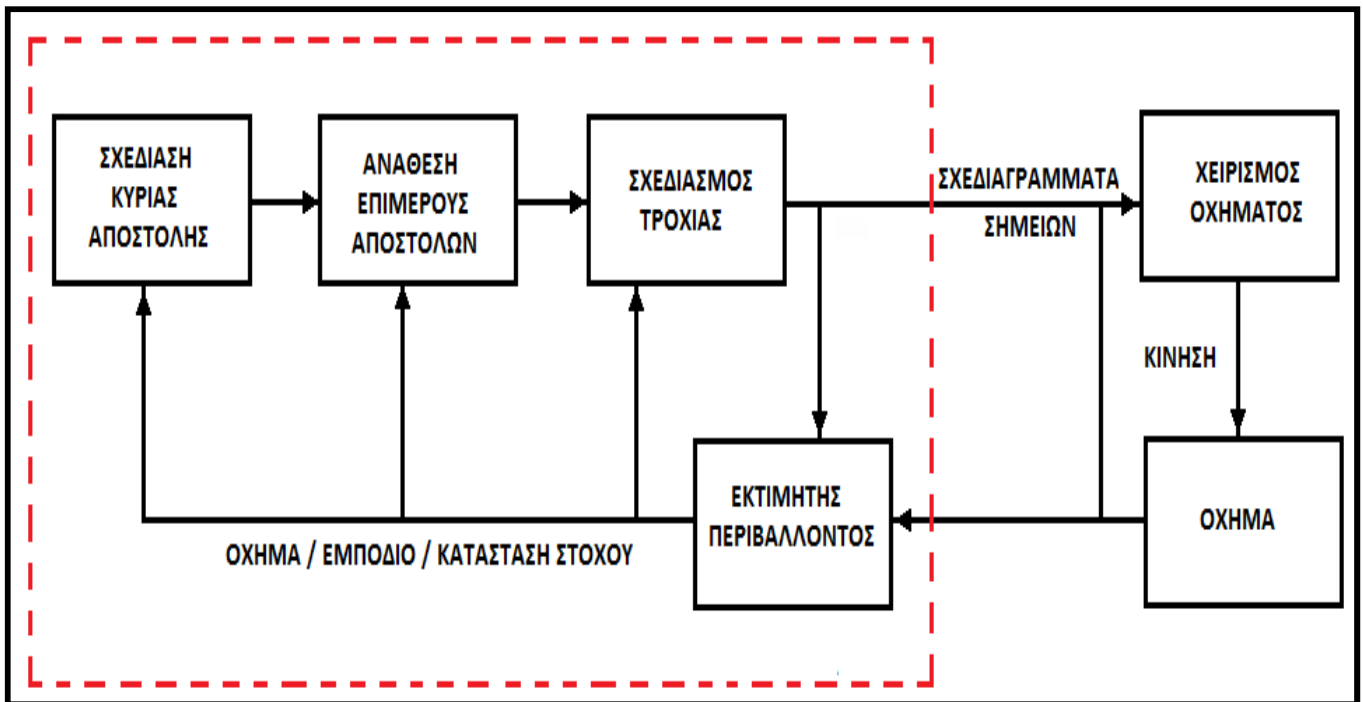 ΣΧΕΔΙΑΣΗ
ΚΥΡΙΑΣ
ΑΠΟΣΤΟΛΗΣ
ΑΝΑΘΕΣΗ
ΕΠΙΜΕΡΟΥΣ
ΑΠΟΣΤΟΛΩΝ
ΣΧΕΔΙΑΣΜΟΣ
ΤΡΟΧΙΑΣ
ΣΧΕΔΙΑΓΡΑΜΜΑΤΑ
ΣΗΜΕΙΩΝ
ΧΕΙΡΙΣΜΟΣ
ΟΧΗΜΑΤΟΣ
ΚΙΝΗΣΗ
ΕΚΤΙΜΗΤΗΣ
ΠΕΡΙΒΑΛΛΟΝΤΟΣ
ΟΧΗΜΑ
ΟΧΗΜΑ / ΕΜΠΟΔΙΟ / ΚΑΤΑΣΤΑΣΗ ΣΤΟΧΟΥ